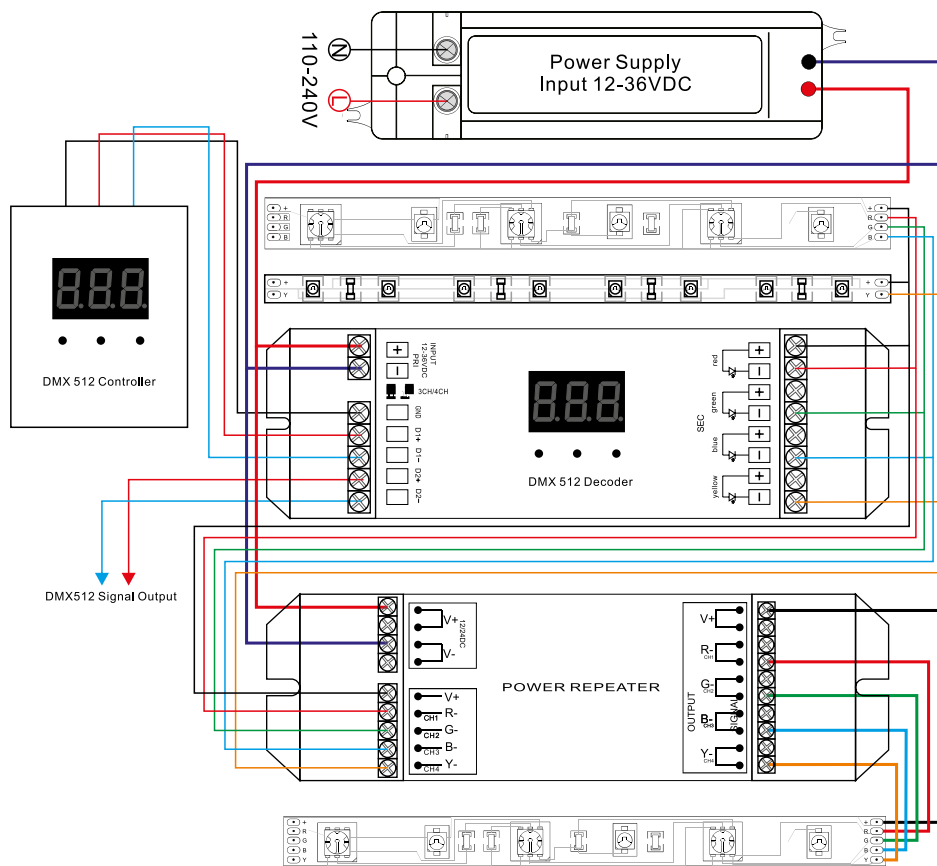 N
L
110-240V
Power Supply
Input 12-36VDC
DMX 512 Controller
+
R
G
B
+
R
G
B
+
Y
+
Y
+
−
INPUT
12-36VDC
PRI
3CH/4CH
GND
D1+
D1−
D2+
D2−
DMX 512 Decoder
SEC
red
green
blue
yellow
+
−
+
−
+
−
+
−
DMX512 Signal Output
V+
V-
12/24DC
V+
R-
CH1
G-
CH2
B-
CH3
Y-
CH4
POWER REPEATER
OUTPUT
SIGNAL
V+
R-
CH1
G-
CH2
B-
CH3
Y-
CH4
+
R
G
B
Y
+
R
G
B
Y